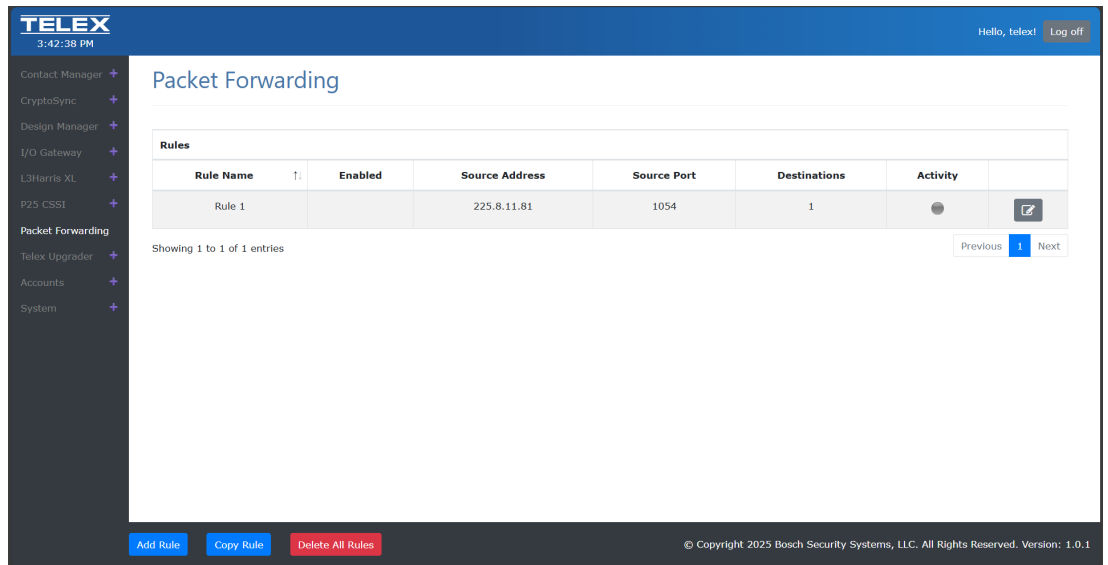 TELEX
3:42:38 PM
Hello, telex! Log off
Contact Manager +
CryptoSync +
Design Manager +
I/O Gateway +
L3Harris XL +
P25 CSSI +
Packet Forwarding
Telex Upgrader +
Accounts +
System +
Packet Forwarding
Rules
Rule Name ↑↓ Enabled Source Address Source Port Destinations Activity
Rule 1 225.8.11.81 1054 1
Showing 1 to 1 of 1 entries
Previous 1 Next
Add Rule Copy Rule Delete All Rules
© Copyright 2025 Bosch Security Systems, LLC. All Rights Reserved. Version: 1.0.1